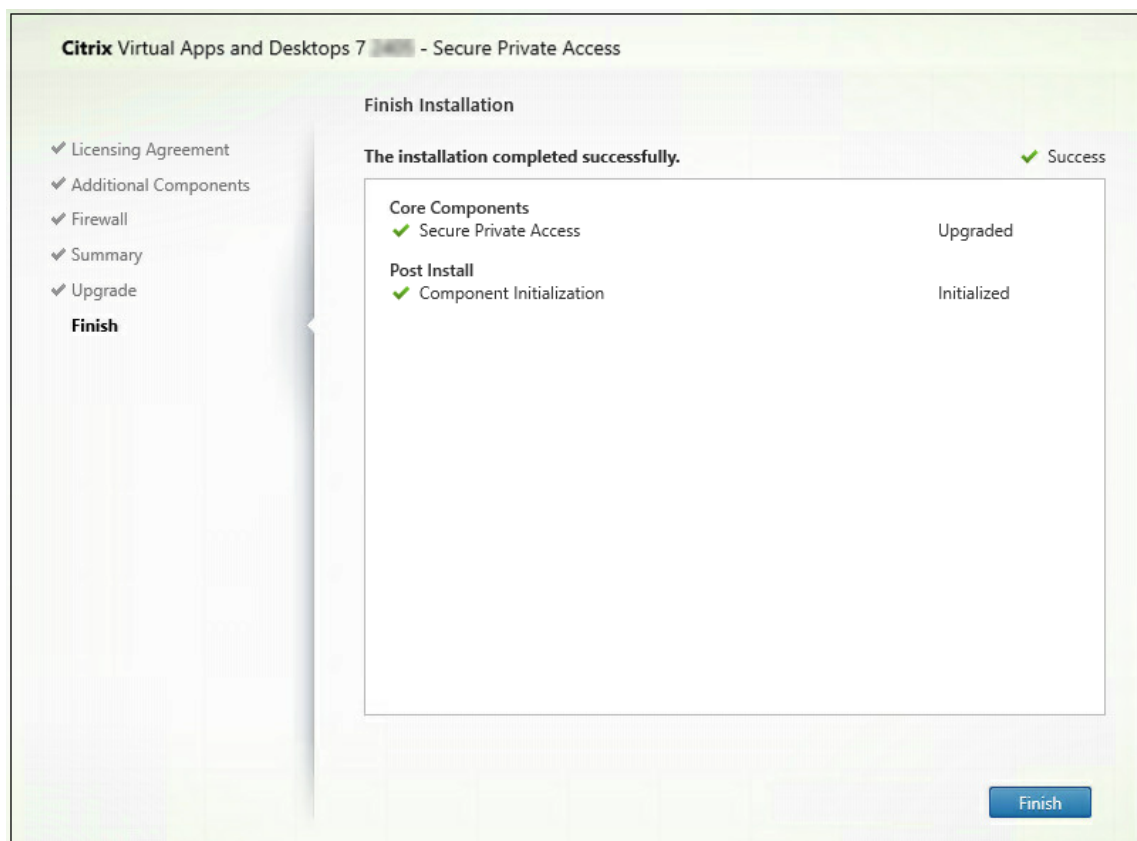 Citrix Virtual Apps and Desktops 7 - Secure Private Access
Finish Installation
Licensing Agreement
Additional Components
Firewall
Summary
Upgrade
Finish
The installation completed successfully.
Success
Core Components
Secure Private Access Upgraded
Post Install
Component Initialization Initialized
Finish